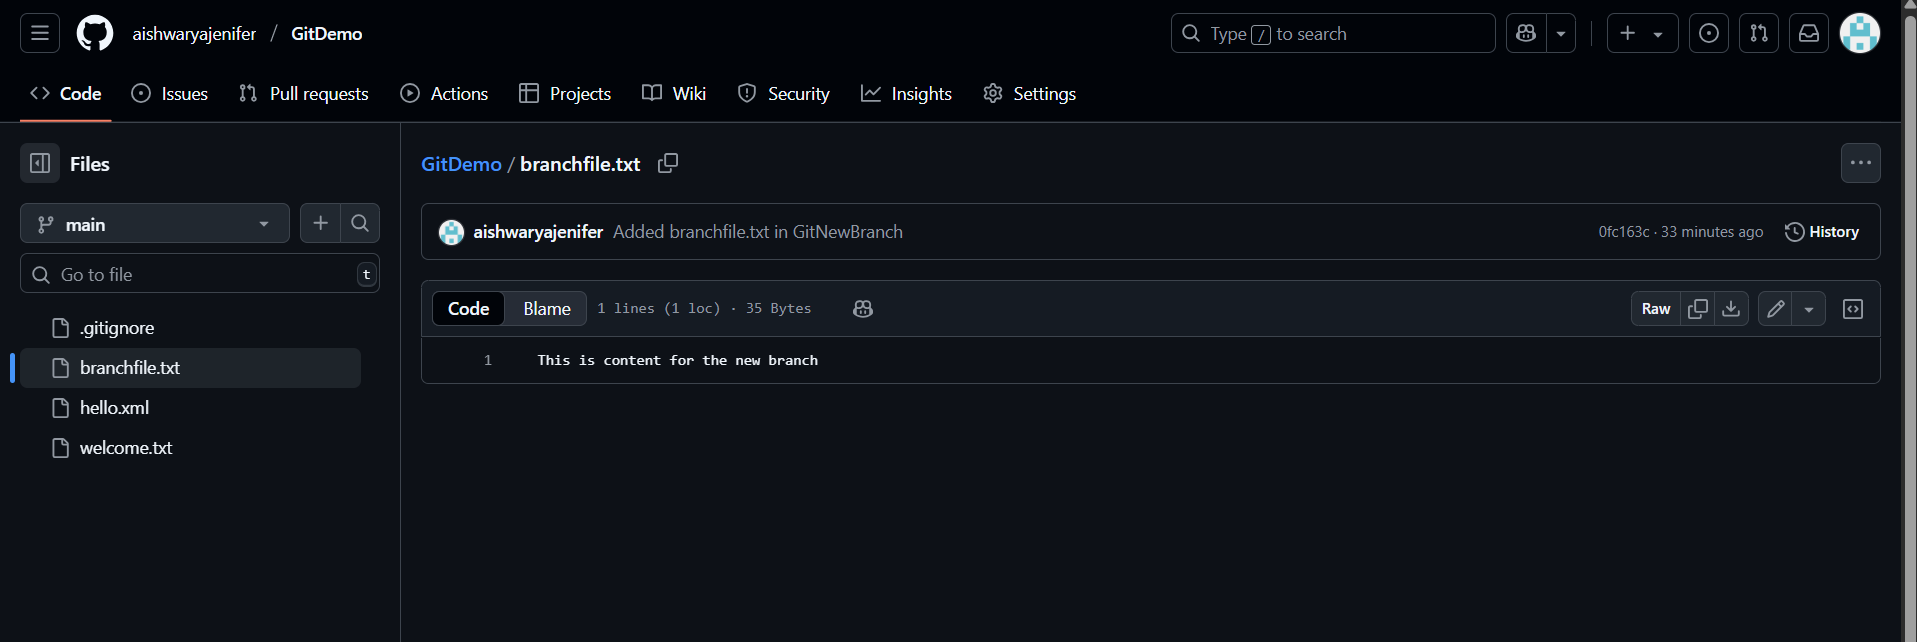 aishwaryajenifer / GitDemo
Type / to search
Code Issues Pull requests Actions Projects Wiki Security Insights Settings
Files
GitDemo / branchfile.txt
main
aishwaryajenifer Added branchfile.txt in GitNewBranch 0fc163c · 33 minutes ago History
Go to file t
Code Blame 1 lines (1 loc) · 35 Bytes Raw
.gitignore
1 This is content for the new branch
branchfile.txt
hello.xml
welcome.txt